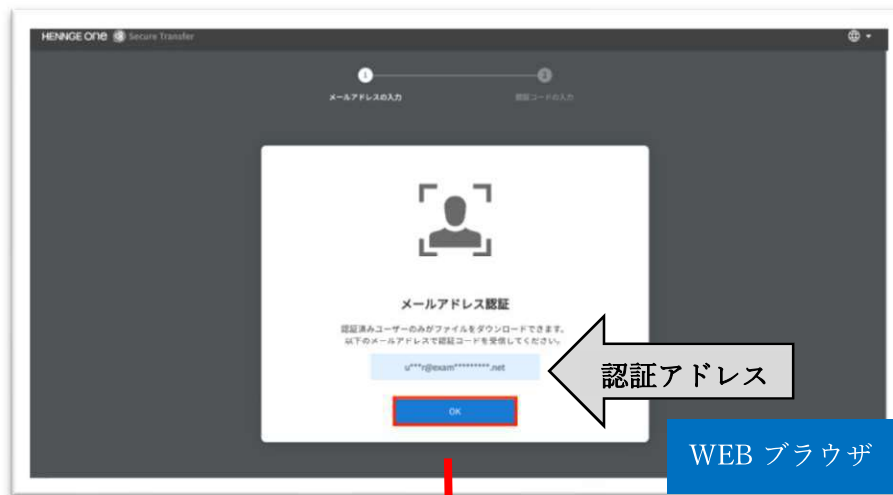 HENNGE one Secure Transfer
1 2
メールアドレスの入力 認証コードの入力
メールアドレス認証
認証済みユーザーのみがファイルをダウンロードできます。
以下のメールアドレスで認証コードを受信してください。
u***r@exam*********.net
認証アドレス
OK
WEB ブラウザ